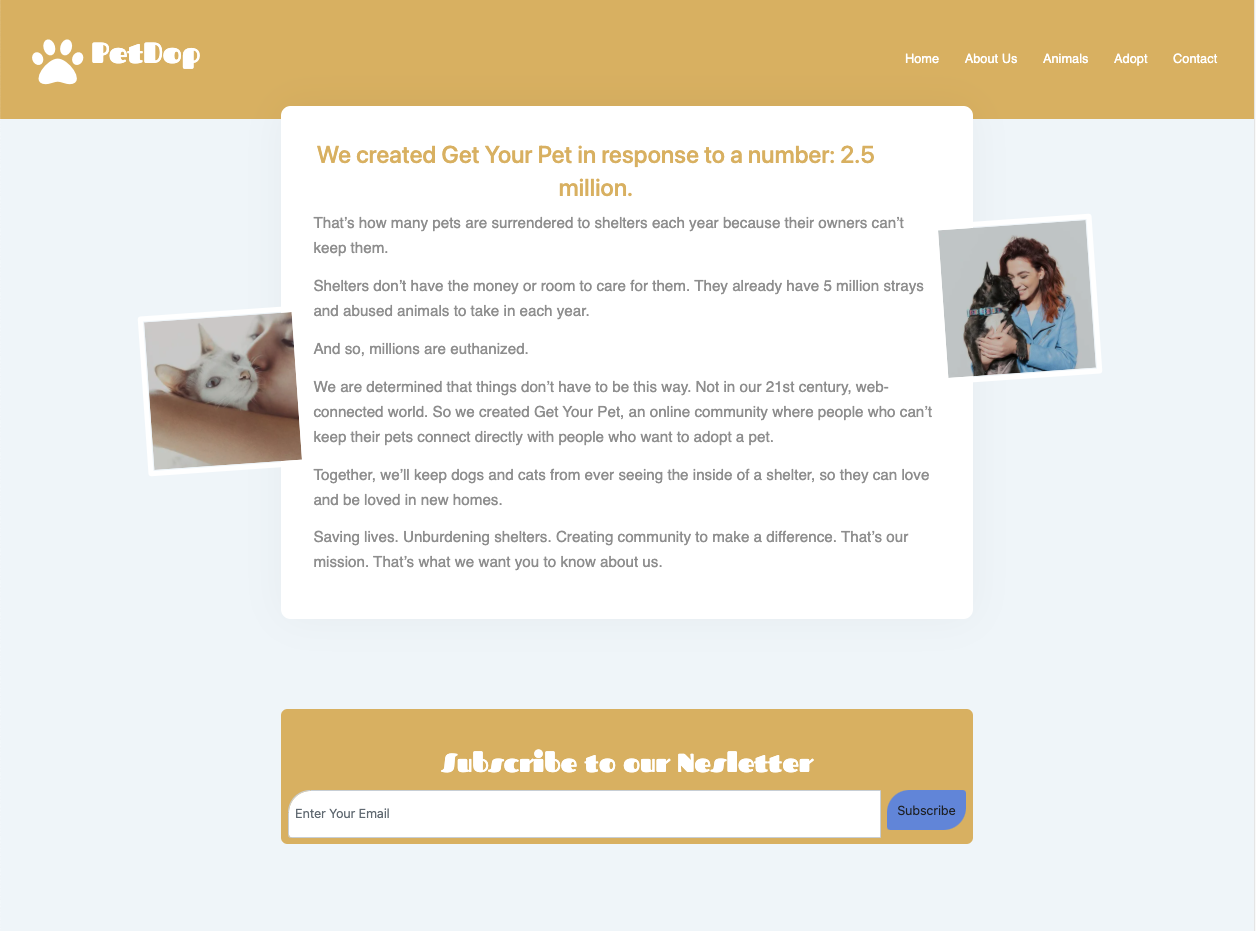 PetDop
Home About Us Animals Adopt Contact
We created Get Your Pet in response to a number: 2.5
million.
That’s how many pets are surrendered to shelters each year because their owners can’t
keep them.
Shelters don’t have the money or room to care for them. They already have 5 million strays
and abused animals to take in each year.
And so, millions are euthanized.
We are determined that things don’t have to be this way. Not in our 21st century, web-
connected world. So we created Get Your Pet, an online community where people who can’t
keep their pets connect directly with people who want to adopt a pet.
Together, we’ll keep dogs and cats from ever seeing the inside of a shelter, so they can love
and be loved in new homes.
Saving lives. Unburdening shelters. Creating community to make a difference. That’s our
mission. That’s what we want you to know about us.
Subscribe to our Nesletter
Enter Your Email
Subscribe